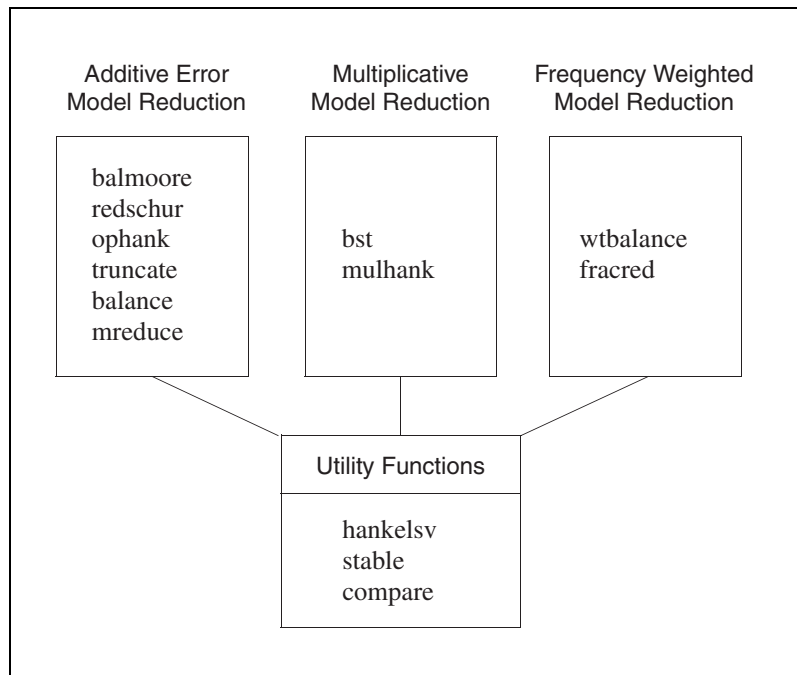 Additive Error
Model Reduction
Multiplicative
Model Reduction
Frequency Weighted
Model Reduction
balmoore
redschur
ophank
truncate
balance
mreduce
bst
mulhank
wtbalance
fracred
Utility Functions
hankelsv
stable
compare